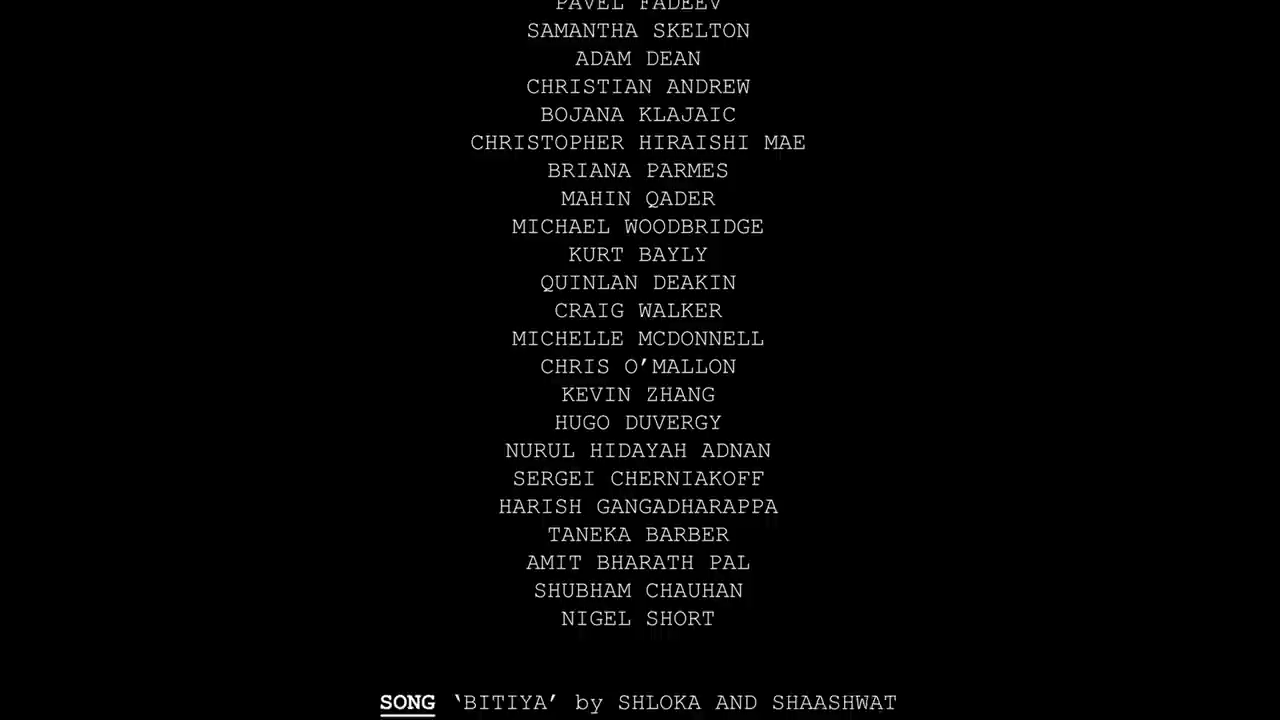 PAVEL FADEEV
SAMANTHA SKELTON
ADAM DEAN
CHRISTIAN ANDREW
BOJANA KLAJAIC
CHRISTOPHER HIRAISHI MAE
BRIANA PARMES
MAHIN QADER
MICHAEL WOODBRIDGE
KURT BAYLY
QUINLAN DEAKIN
CRAIG WALKER
MICHELLE MCDONNELL
CHRIS O’MALLON
KEVIN ZHANG
HUGO DUVERGY
NURUL HIDAYAH ADNAN
SERGEI CHERNIAKOFF
HARISH GANGADHARAPPA
TANEKA BARBER
AMIT BHARATH PAL
SHUBHAM CHAUHAN
NIGEL SHORT
SONG ‘BITIYA’ by SHLOKA AND SHAASHWAT